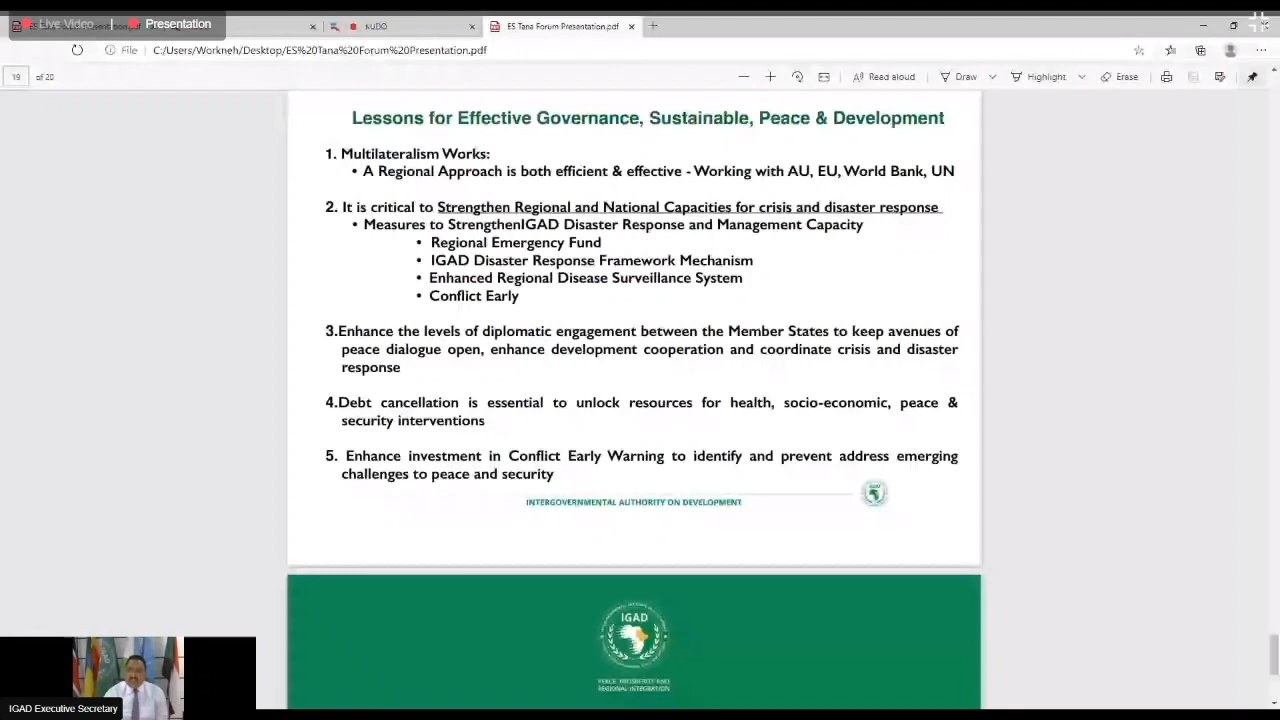 Live Video
Presentation
KUDO
ES Tana Forum Presentation.pdf
File
C:/Users/Workneh/Desktop/ES%20Tana%20Forum%20Presentation.pdf
19 of 20
Read aloud
Draw
Highlight
Erase
Lessons for Effective Governance, Sustainable, Peace & Development
1. Multilateralism Works:
• A Regional Approach is both efficient & effective - Working with AU, EU, World Bank, UN
2. It is critical to Strengthen Regional and National Capacities for crisis and disaster response
• Measures to StrengthenIGAD Disaster Response and Management Capacity
• Regional Emergency Fund
• IGAD Disaster Response Framework Mechanism
• Enhanced Regional Disease Surveillance System
• Conflict Early
3.Enhance the levels of diplomatic engagement between the Member States to keep avenues of
peace dialogue open, enhance development cooperation and coordinate crisis and disaster
response
4.Debt cancellation is essential to unlock resources for health, socio-economic, peace &
security interventions
5. Enhance investment in Conflict Early Warning to identify and prevent address emerging
challenges to peace and security
INTERGOVERNMENTAL AUTHORITY ON DEVELOPMENT
IGAD
PEACE, PROSPERITY AND
REGIONAL INTEGRATION
IGAD Executive Secretary